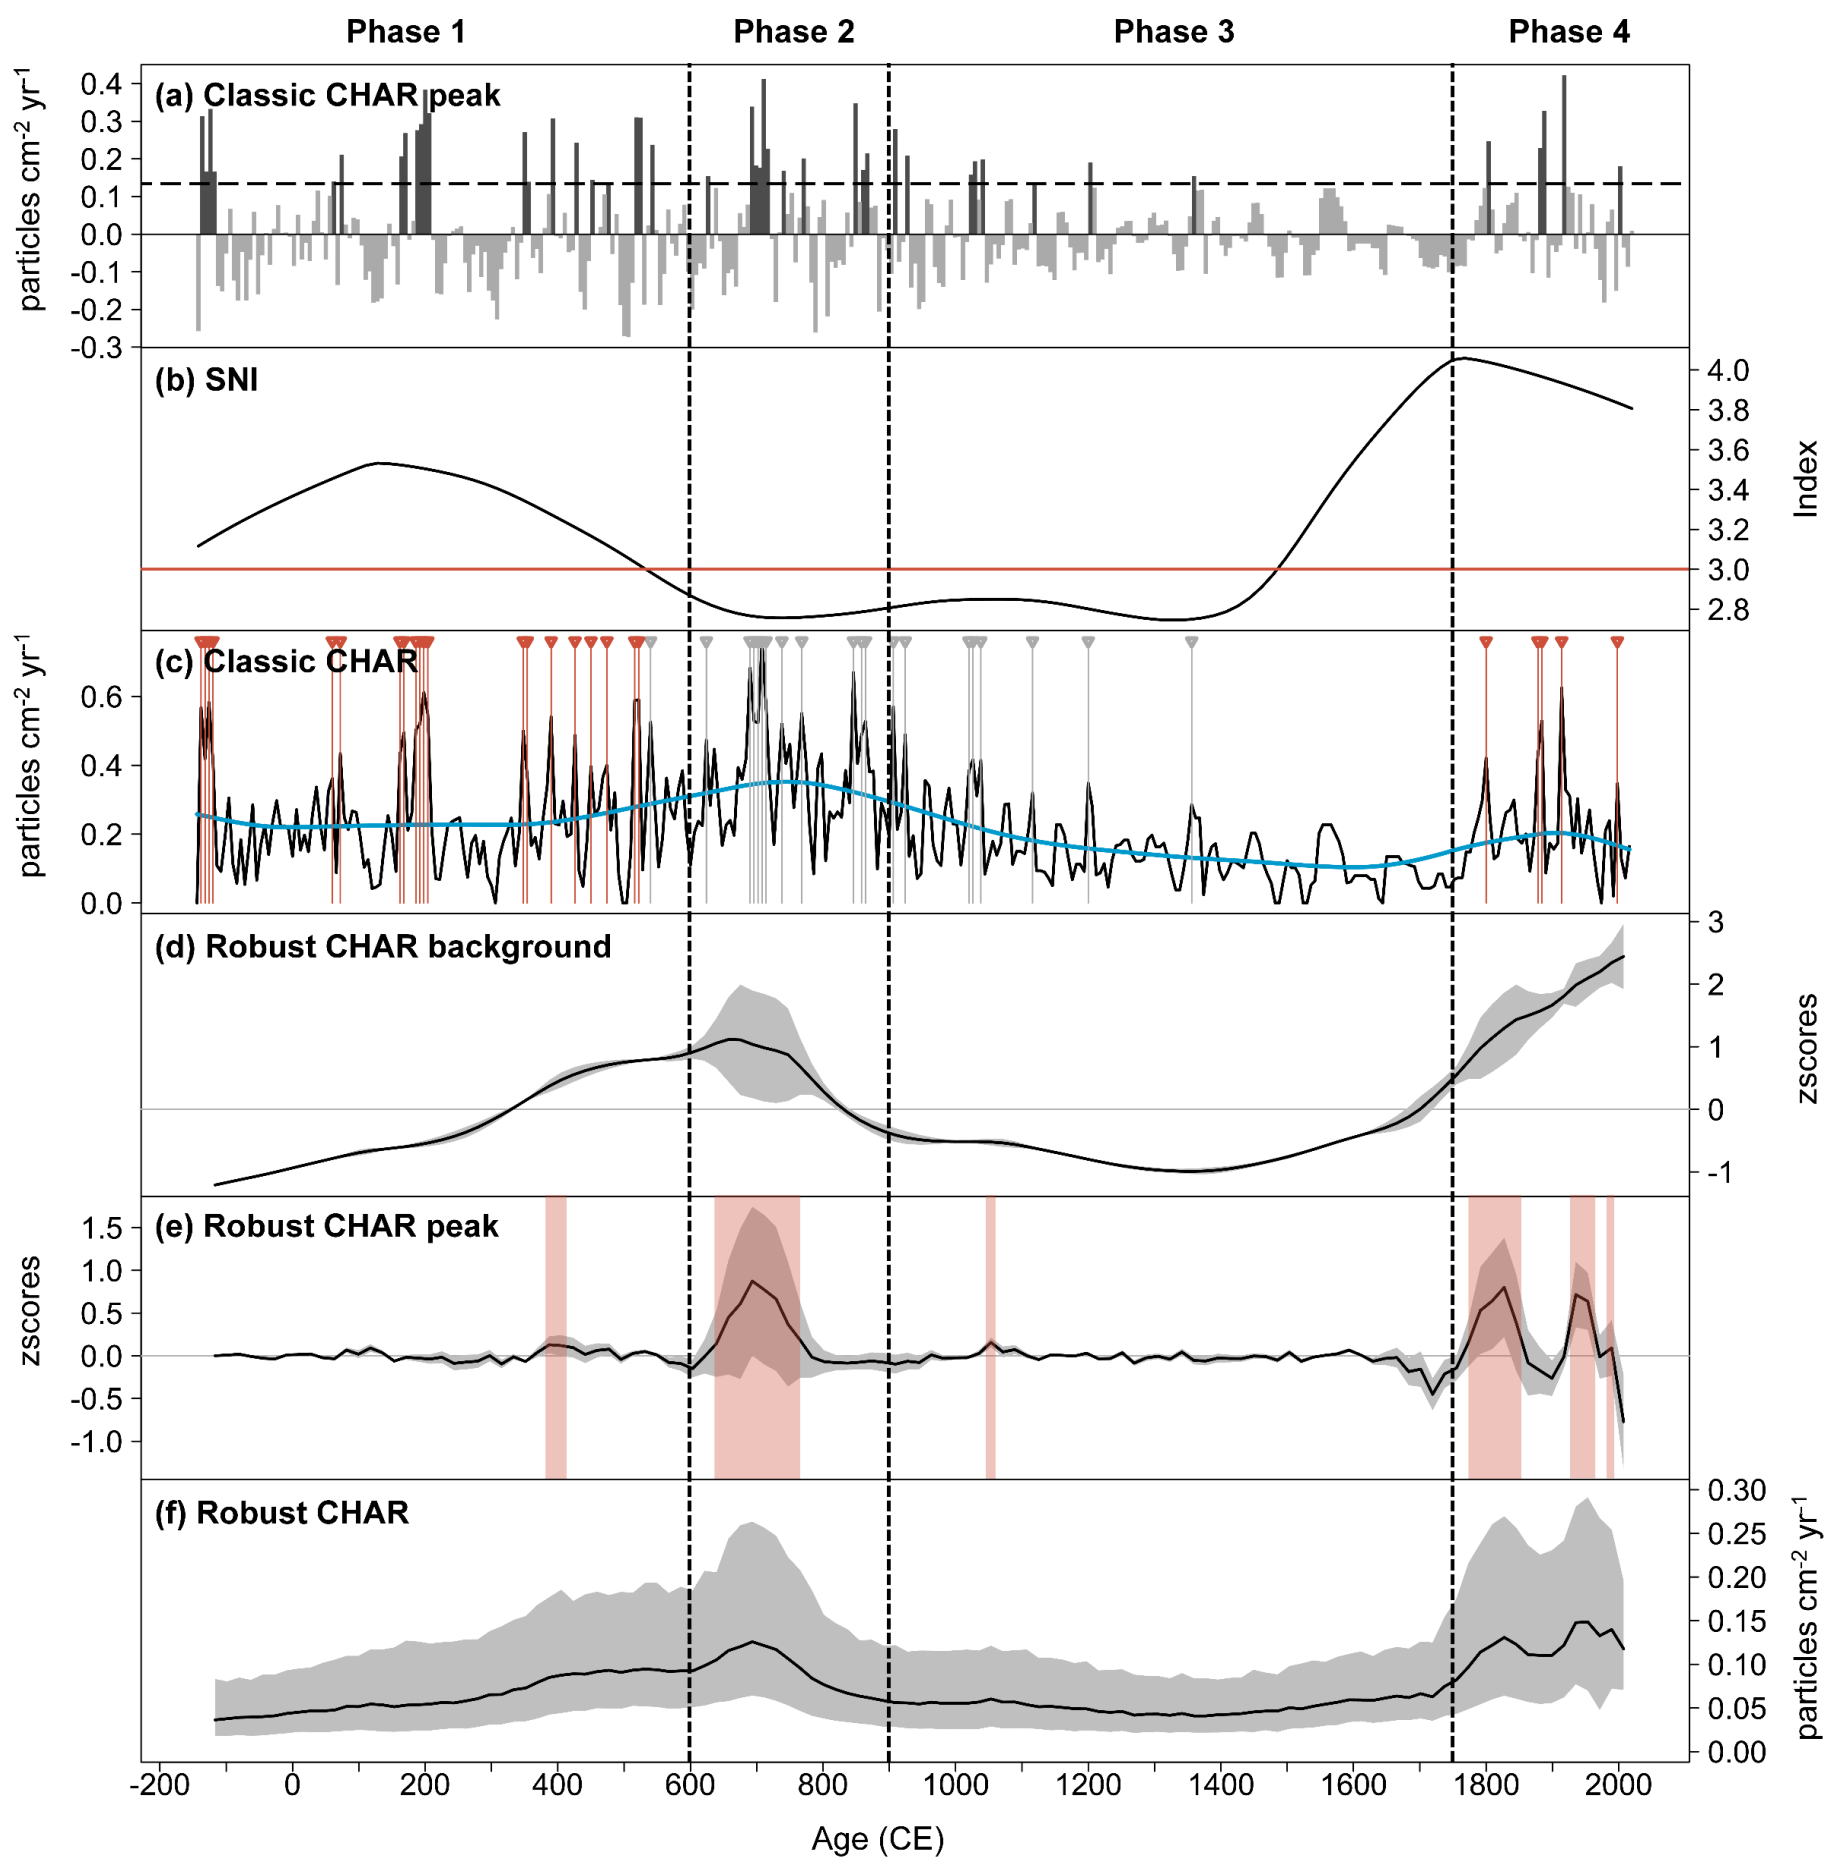 Phase 1 Phase 2 Phase 3 Phase 4
(a) Classic CHAR peak
particles cm-2 yr-1
0.4
0.3
0.2
0.1
0.0
-0.1
-0.2
-0.3
(b) SNI
4.0
3.8
3.6
3.4
3.2
3.0
2.8
Index
(c) Classic CHAR
particles cm-2 yr-1
0.6
0.4
0.2
0.0
(d) Robust CHAR background
3
2
1
0
-1
zscores
(e) Robust CHAR peak
zscores
1.5
1.0
0.5
0.0
-0.5
-1.0
(f) Robust CHAR
0.30
0.25
0.20
0.15
0.10
0.05
0.00
particles cm-2 yr-1
-200 0 200 400 600 800 1000 1200 1400 1600 1800 2000
Age (CE)